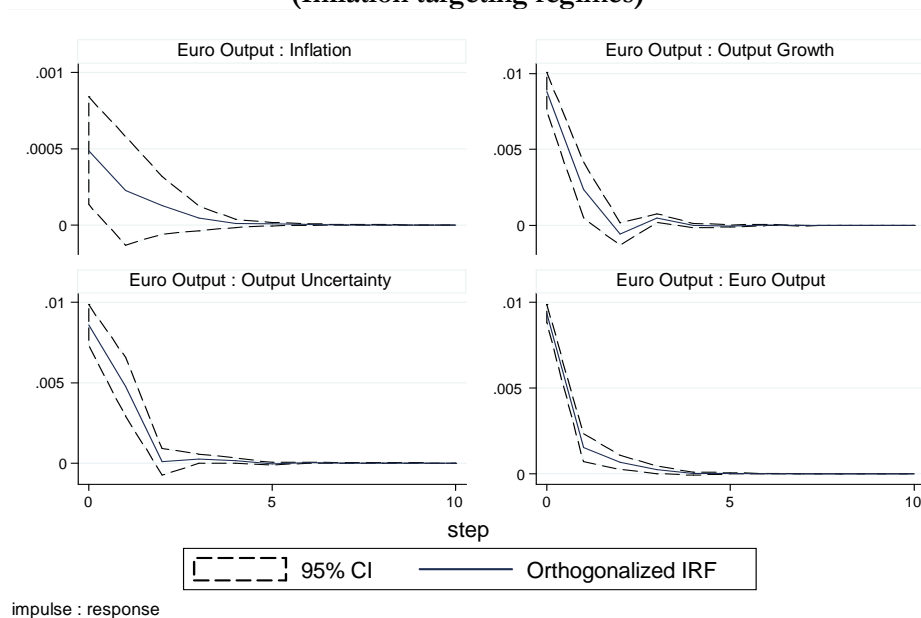 (Inflation targeting regimes)
Euro Output : Inflation
Euro Output : Output Growth
.001
.0005
0
.01
.005
0
Euro Output : Output Uncertainty
Euro Output : Euro Output
.01
.005
0
.01
.005
0
0 5 10
0 5 10
step
95% CI
Orthogonalized IRF
impulse : response